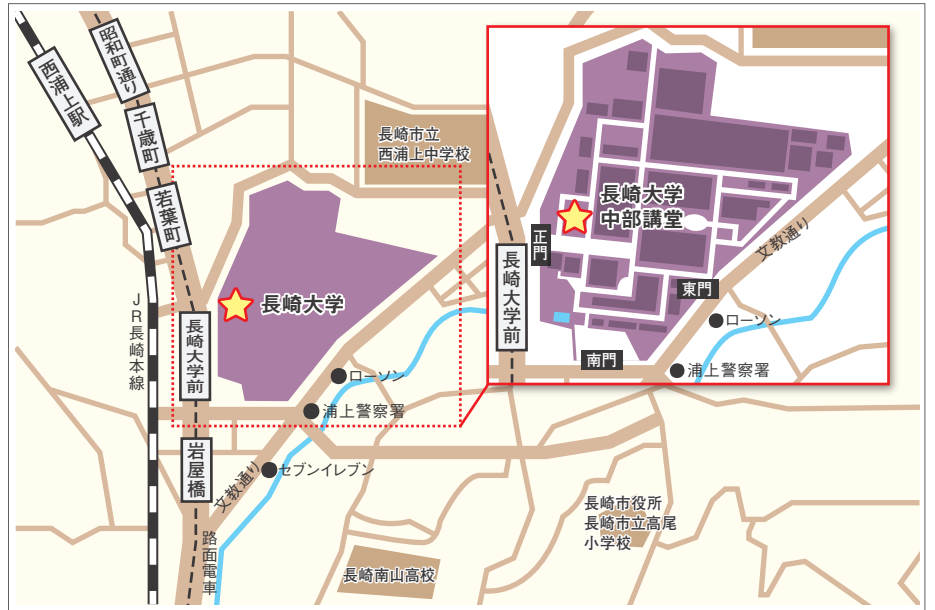 昭和町通り
西浦上駅
千歳町
若葉町
長崎市立
西浦上中学校
長崎大学
JR長崎本線
長崎大学前
岩屋橋
ローソン
浦上警察署
セブンイレブン
文教通り
路面電車
長崎南山高校
長崎市役所
長崎市立高尾
小学校
長崎大学前
長崎大学
中部講堂
正門
文教通り
東門
ローソン
南門
浦上警察署